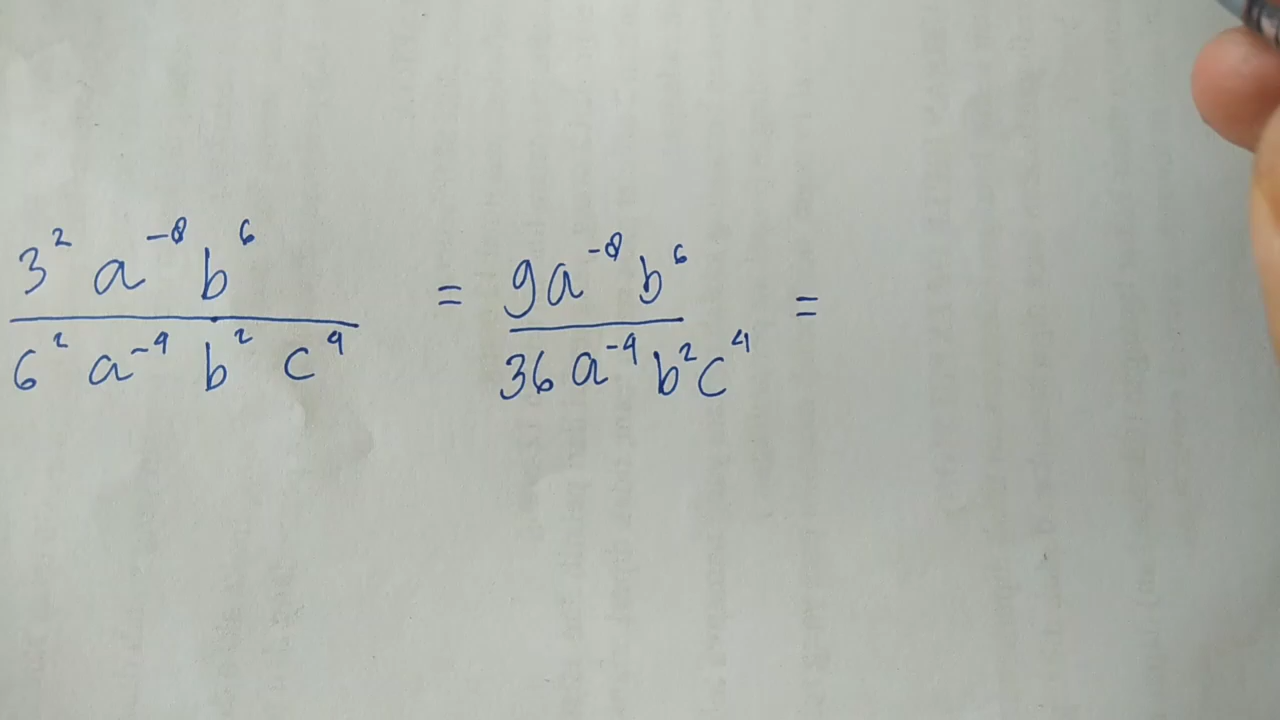 3² a⁻⁸ b⁶ / 6² a⁻⁴ b² c⁴ = 9a⁻⁸ b⁶ / 36 a⁻⁴ b² c⁴ =